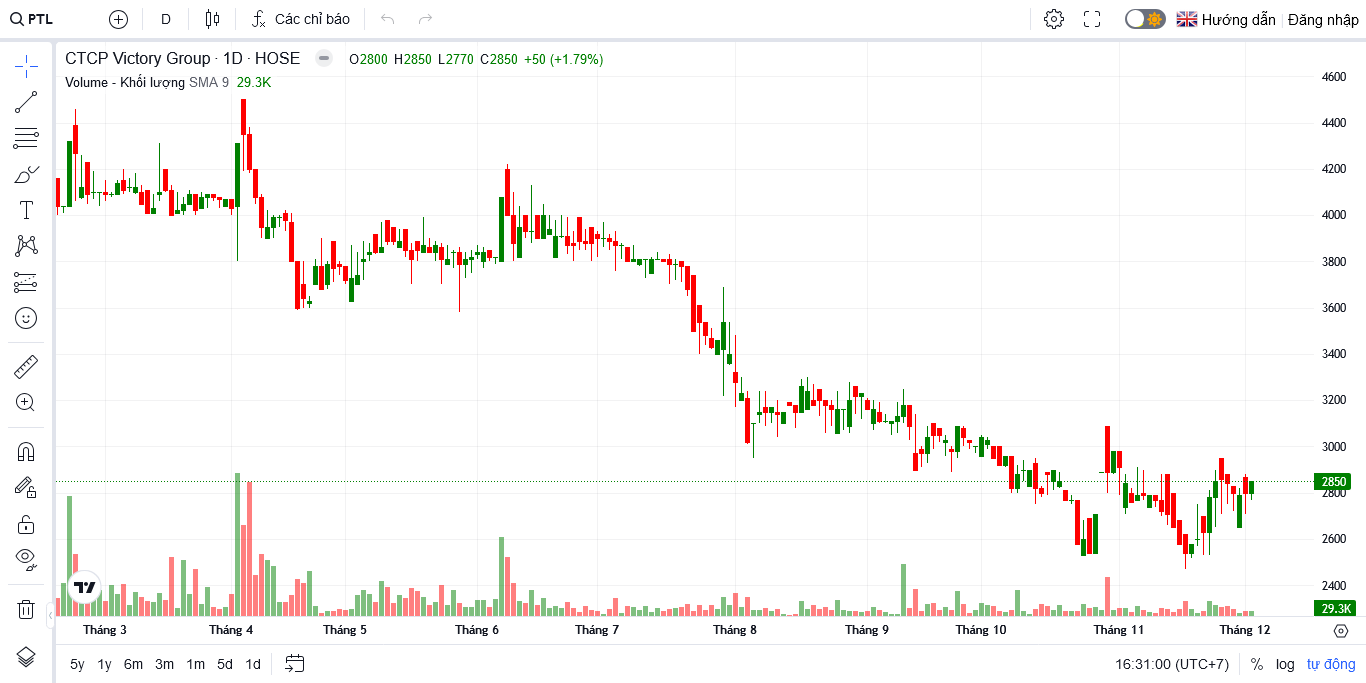 PTL D Các chỉ báo Hướng dẫn Đăng nhập
CTCP Victory Group · 1D · HOSE O2800 H2850 L2770 C2850 +50 (+1.79%)
Volume - Khối lượng SMA 9 29.3K
4600
4400
4200
4000
3800
3600
3400
3200
3000
2850
2800
2600
2400
29.3K
Tháng 3 Tháng 4 Tháng 5 Tháng 6 Tháng 7 Tháng 8 Tháng 9 Tháng 10 Tháng 11 Tháng 12
5y 1y 6m 3m 1m 5d 1d 16:31:00 (UTC+7) % log tự động